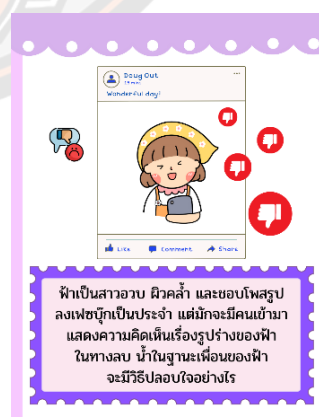 Doug Out
Wonderful day!
Like
Comment
Share
ฟ้าเป็นสาวอวบ ผิวคล้ำ และชอบโพสรูป
ลงเฟซบุ๊กเป็นประจำ แต่มักจะมีคนเข้ามา
แสดงความคิดเห็นเรื่องรูปร่างของฟ้า
ในทางลบ น้ำในฐานะเพื่อนของฟ้า
จะมีวิธีปลอบใจอย่างไร